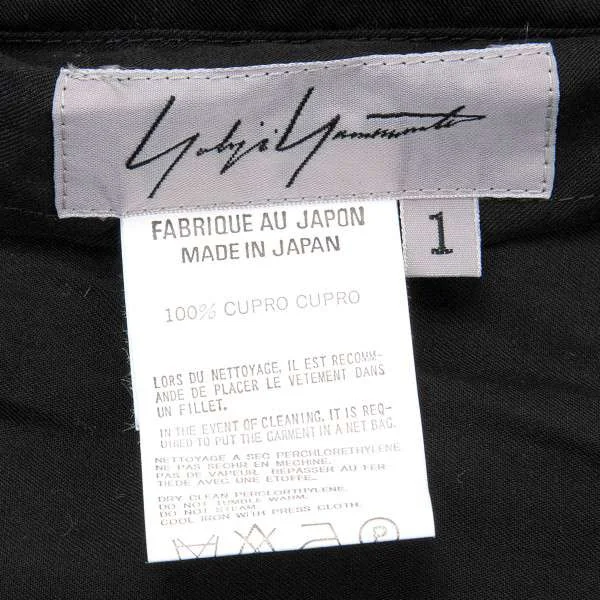 Yohji Yamamoto
FABRIQUE AU JAPON
MADE IN JAPAN
1
100% CUPRO CUPRO
LORS DU NETTOYAGE, IL EST RECOMM-
ANDE DE PLACER LE VETEMENT DANS
UN FILLET.
IN THE EVENT OF CLEANING, IT IS REQ-
UIRED TO PUT THE GARMENT IN A NET BAG.
NETTOYAGE A SEC PERCHLORETHYLENE.
NE PAS SECHR EN MECHINE.
PAS DE VAPEUR. REPASSER AU FER
TIEDE AVEC UNE ETOFFE.
DRY CLEAN PERCLORTHYLENE.
DO NOT TUMBLE WARM.
DO NOT STEAM.
COOL IRON WITH PRESS CLOTH.